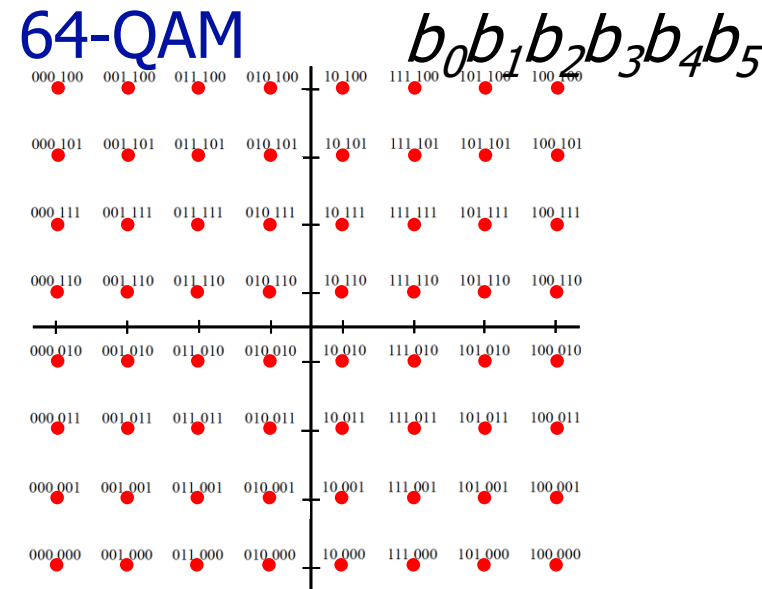 64-QAM b0b1b2b3b4b5
000 100 001 100 011 100 010 100 10 100 111 100 101 100 100 100
000 101 001 101 011 101 010 101 10 101 111 101 101 101 100 101
000 111 001 111 011 111 010 111 10 111 111 111 101 111 100 111
000 110 001 110 011 110 010 110 10 110 111 110 101 110 100 110
000 010 001 010 011 010 010 010 10 010 111 010 101 010 100 010
000 011 001 011 011 011 010 011 10 011 111 011 101 011 100 011
000 001 001 001 011 001 010 001 10 001 111 001 101 001 100 001
000 000 001 000 011 000 010 000 10 000 111 000 101 000 100 000